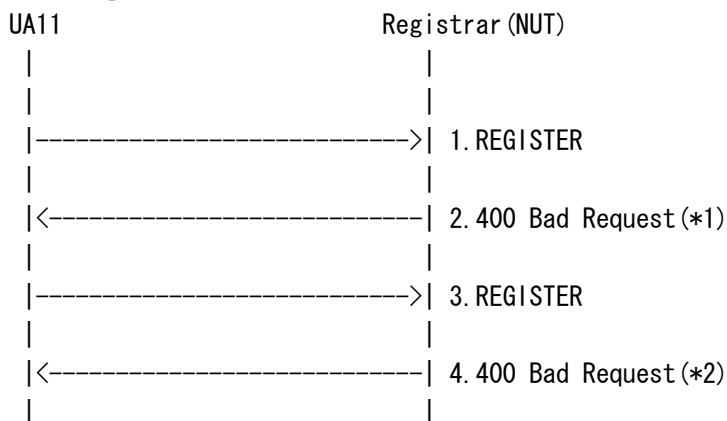 UA11 Registrar(NUT)
| |
| |
|---------------------------->| 1.REGISTER
| |
|<----------------------------| 2.400 Bad Request(*1)
| |
|---------------------------->| 3.REGISTER
| |
|<----------------------------| 4.400 Bad Request(*2)
| |